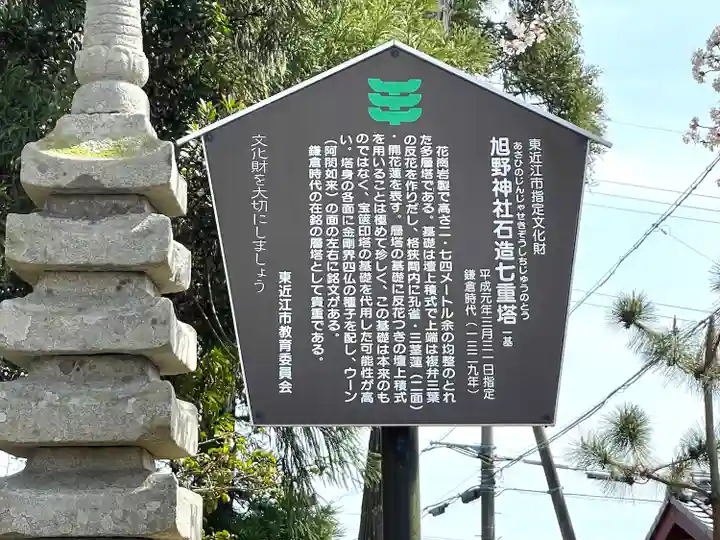 東近江市指定文化財
あさひのじんじゃせきぞうしちじゅうのとう
旭野神社石造七重塔 一基
平成元年三月二一日指定
鎌倉時代(一三二九年)
花崗岩製で高さ二・七四メートル余の均整のとれ
た多層塔である。基礎は壇上積式で上端は複弁三葉
の反花を作りだし、格狭間内に孔雀・三茎蓮(二面)
・開花蓮を表す。層塔の基礎に反花つきの壇上積式
を用いることは極めて珍しく、この基礎は本来のも
のではなく、宝篋印塔の基礎を代用した可能性が高
い。塔身の各面に金剛界四仏の種子を配し、ウーン
(阿閦如来)の面の左右に銘文がある。
鎌倉時代の在銘の層塔として貴重である。
東近江市教育委員会
文化財を大切にしましょう